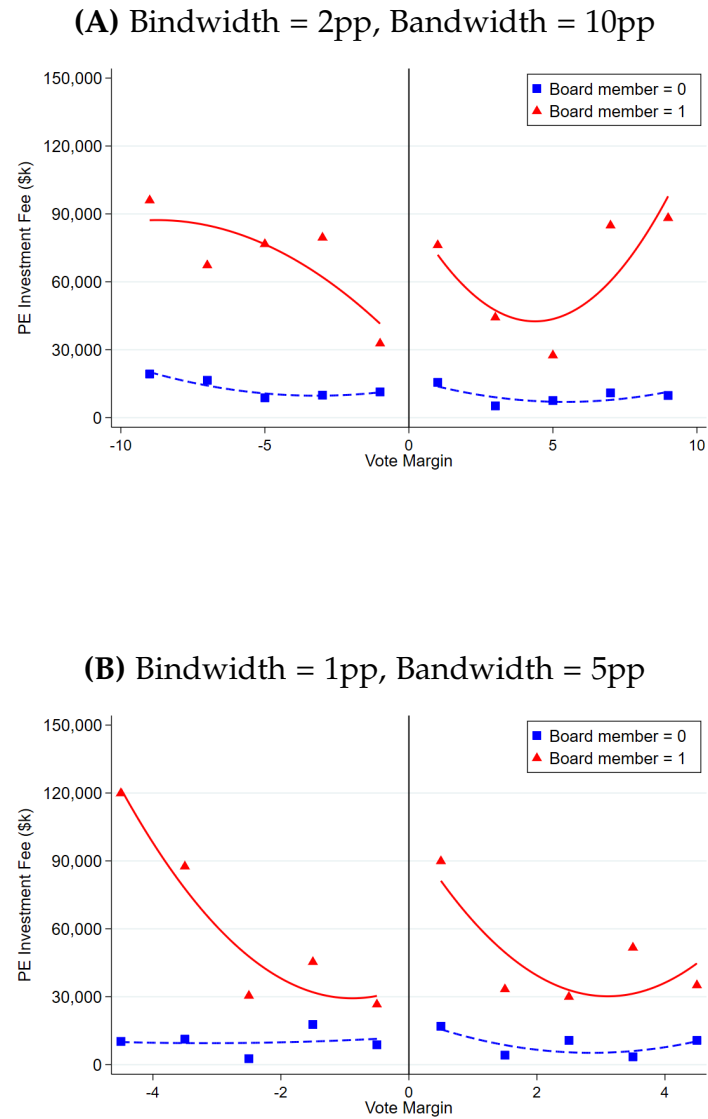 (A) Bindwidth = 2pp, Bandwidth = 10pp
150,000
120,000
90,000
60,000
30,000
0
PE Investment Fee ($k)
Board member = 0
Board member = 1
-10
-5
0
5
10
Vote Margin
(B) Bindwidth = 1pp, Bandwidth = 5pp
150,000
120,000
90,000
60,000
30,000
0
PE Investment Fee ($k)
Board member = 0
Board member = 1
-4
-2
0
2
4
Vote Margin